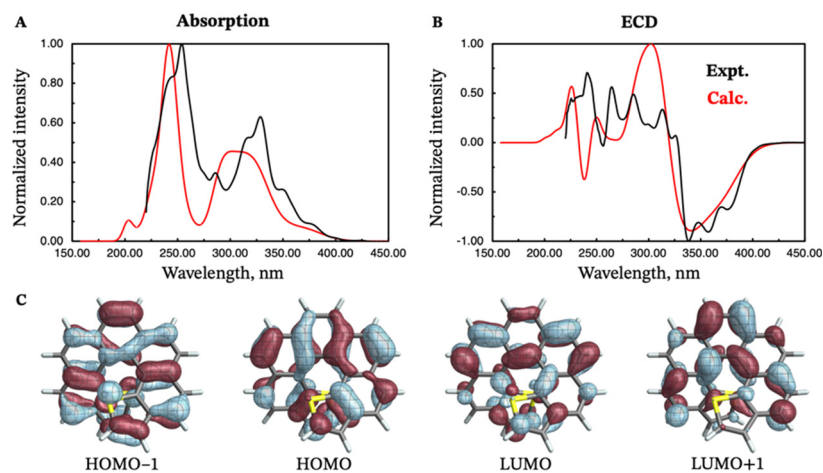 A Absorption
1.00
0.80
0.60
0.40
0.20
0.00
Normalized intensity
150.00 200.00 250.00 300.00 350.00 400.00 450.00
Wavelength, nm
B ECD
1.00
0.50
0.00
-0.50
-1.00
Normalized intensity
Expt.
Calc.
150.00 200.00 250.00 300.00 350.00 400.00 450.00
Wavelength, nm
C
HOMO–1 HOMO LUMO LUMO+1